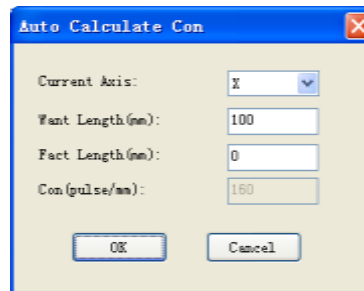 Auto Calculate Con
Current Axis: X
Want Length(mm): 100
Fact Length(mm): 0
Con(pulse/mm): 160
OK Cancel